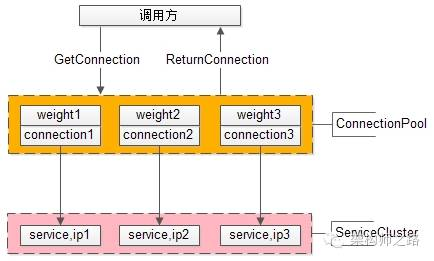 调用方
GetConnection
ReturnConnection
weight1
weight2
weight3
connection1
connection2
connection3
ConnectionPool
service,ip1
service,ip2
service,ip3
ServiceCluster
架构师之路